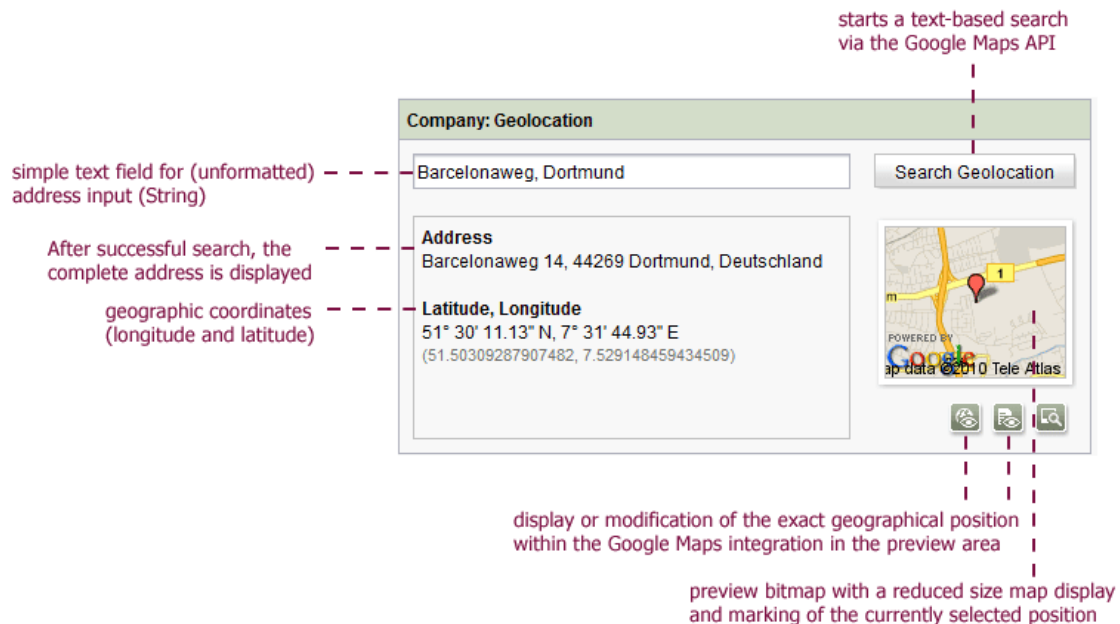 starts a text-based search
via the Google Maps API
Company: Geolocation
simple text field for (unformatted)
address input (String)
Barcelonaweg, Dortmund
Search Geolocation
After successful search, the
complete address is displayed
Address
Barcelonaweg 14, 44269 Dortmund, Deutschland
geographic coordinates
(longitude and latitude)
Latitude, Longitude
51° 30' 11.13" N, 7° 31' 44.93" E
(51.50309287907482, 7.529148459434509)
1
m
POWERED BY
Google
ap data ©2010 Tele Atlas
display or modification of the exact geographical position
within the Google Maps integration in the preview area
preview bitmap with a reduced size map display
and marking of the currently selected position